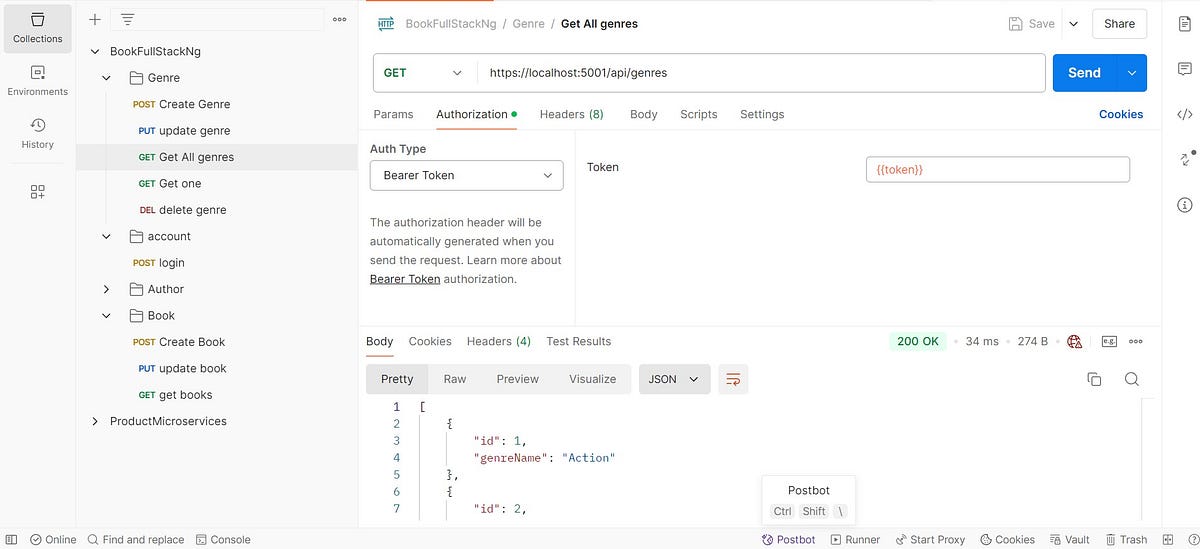 Collections
Environments
History
BookFullStackNg
Genre
POST Create Genre
PUT update genre
GET Get All genres
GET Get one
DEL delete genre
account
POST login
Author
Book
POST Create Book
PUT update book
GET get books
ProductMicroservices
HTTP BookFullStackNg / Genre / Get All genres
Save
Share
GET https://localhost:5001/api/genres
Send
Params Authorization Headers (8) Body Scripts Settings Cookies
Auth Type
Bearer Token
Token
{{token}}
The authorization header will be
automatically generated when you
send the request. Learn more about
Bearer Token authorization.
Body Cookies Headers (4) Test Results
200 OK 34 ms 274 B e.g.
Pretty Raw Preview Visualize JSON
1 [
2 {
3 "id": 1,
4 "genreName": "Action"
5 },
6 {
7 "id": 2,
Postbot
Ctrl Shift \
Online Find and replace Console Postbot Runner Start Proxy Cookies Vault Trash